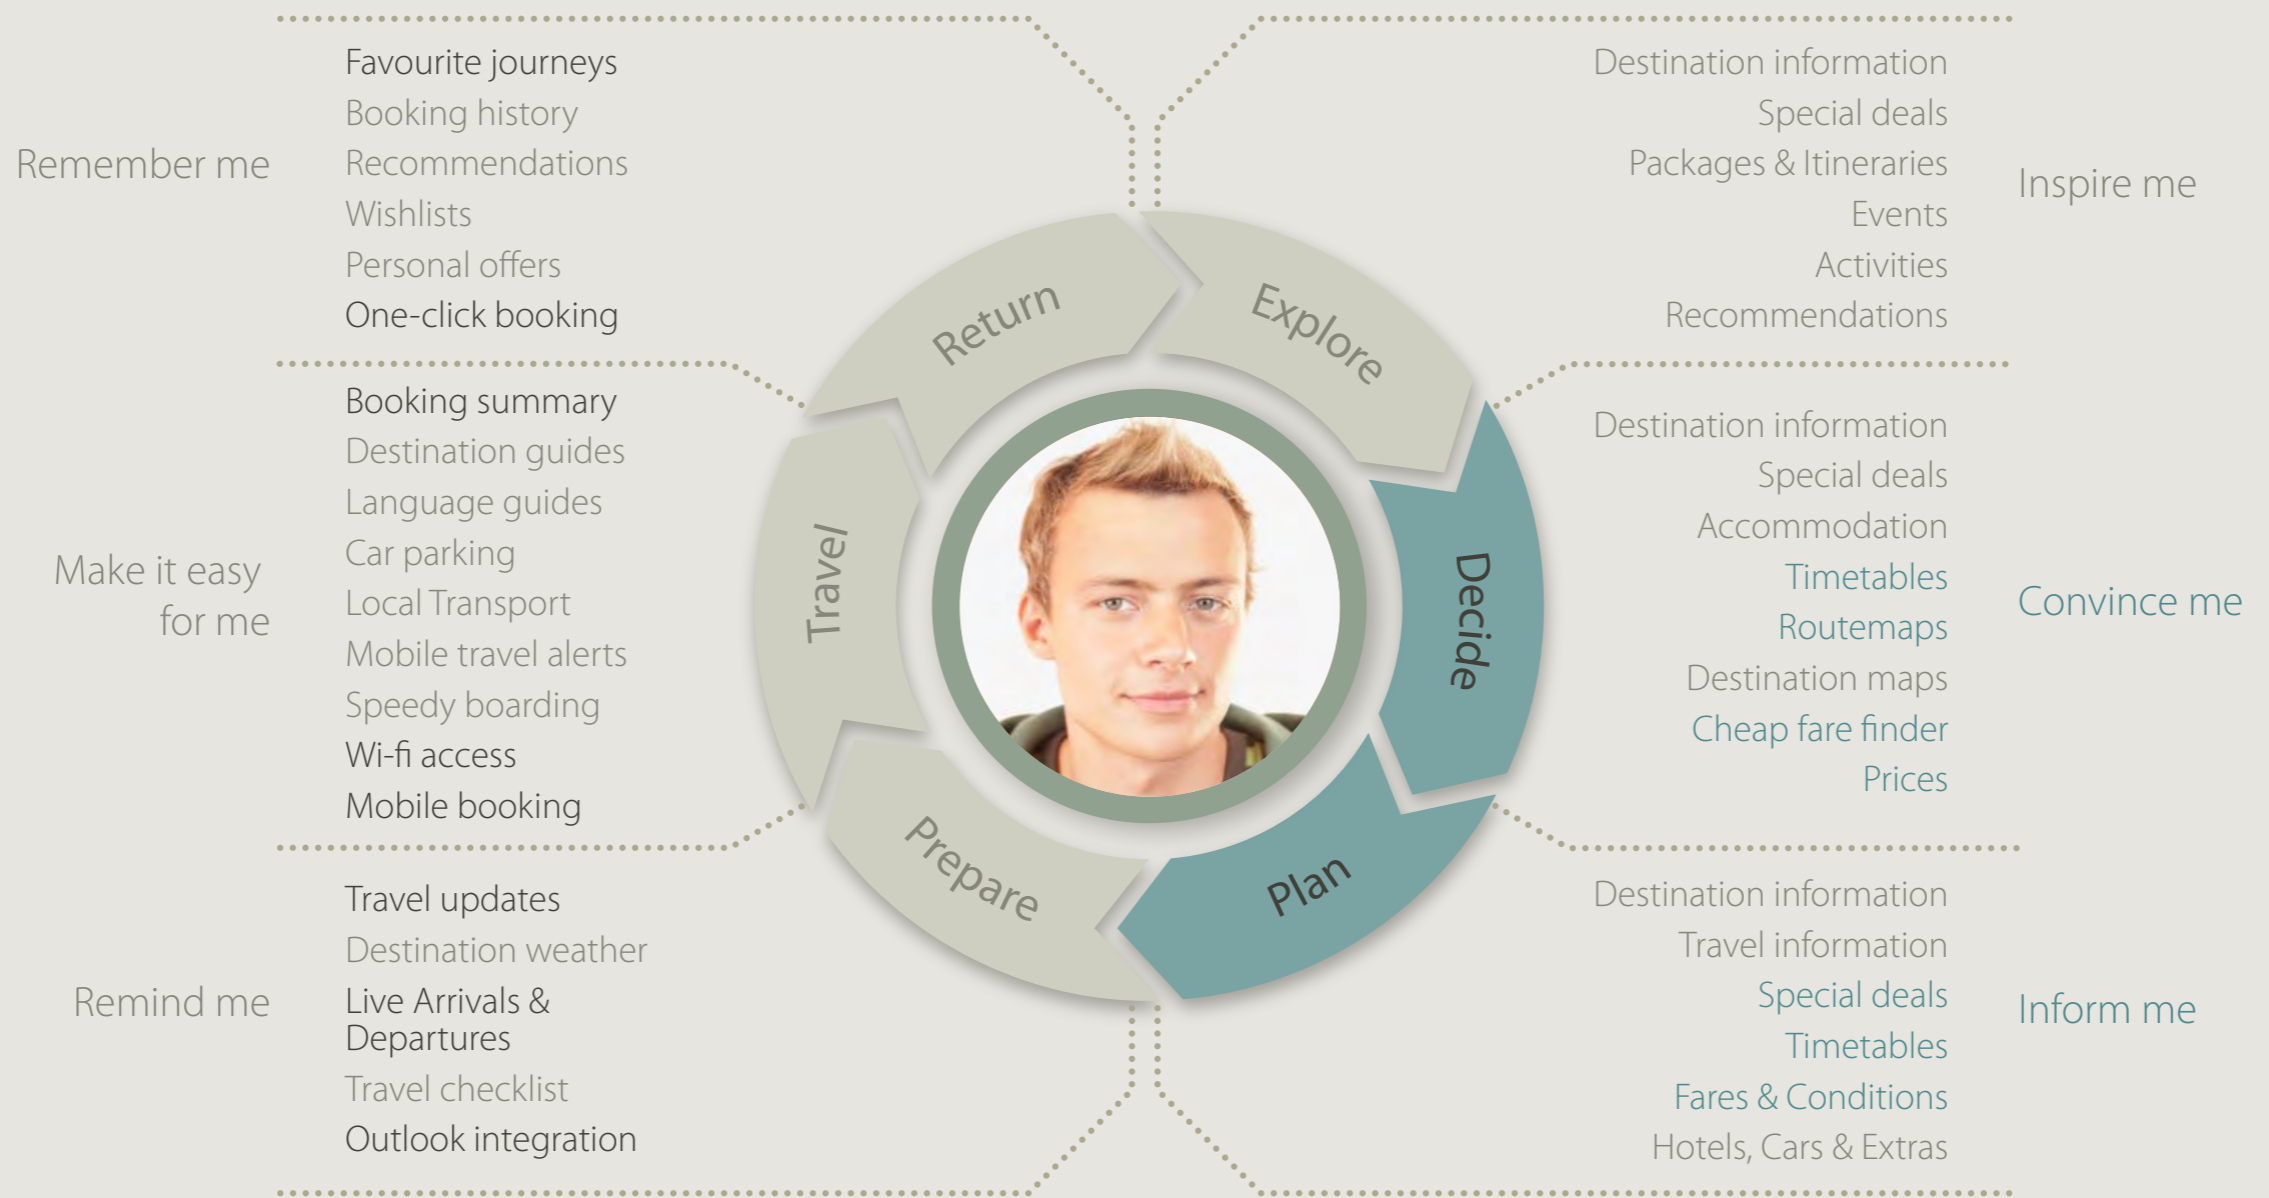 Remember me
Favourite journeys
Booking history
Recommendations
Wishlists
Personal offers
One-click booking
Make it easy
for me
Booking summary
Destination guides
Language guides
Car parking
Local Transport
Mobile travel alerts
Speedy boarding
Wi-fi access
Mobile booking
Remind me
Travel updates
Destination weather
Live Arrivals &
Departures
Travel checklist
Outlook integration
Return
Explore
Travel
Decide
Prepare
Plan
Destination information
Special deals
Packages & Itineraries
Events
Activities
Recommendations
Inspire me
Destination information
Special deals
Accommodation
Timetables
Routemaps
Destination maps
Cheap fare finder
Prices
Convince me
Destination information
Travel information
Special deals
Timetables
Fares & Conditions
Hotels, Cars & Extras
Inform me